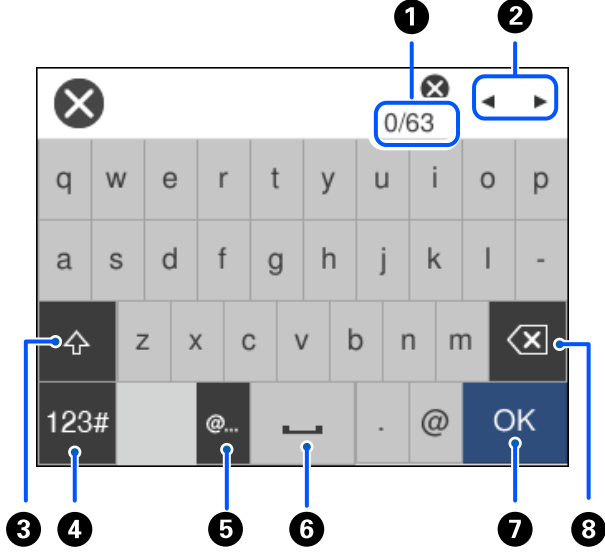 1 2
0/63
q w e r t y u i o p
a s d f g h j k l -
z x c v b n m
123# @... . @ OK
3 4 5 6 7 8